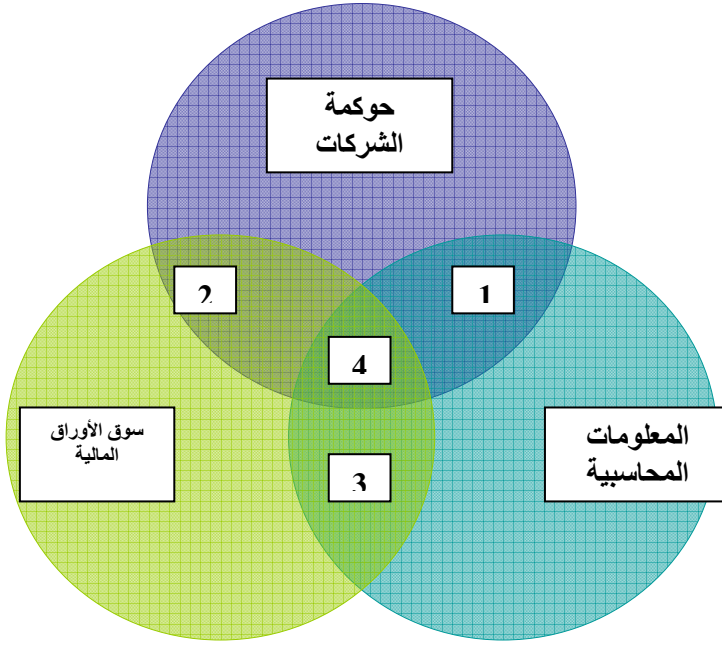 حوكمة
الشركات
2
1
4
سوق الأوراق
المالية
المعلومات
المحاسبية
3